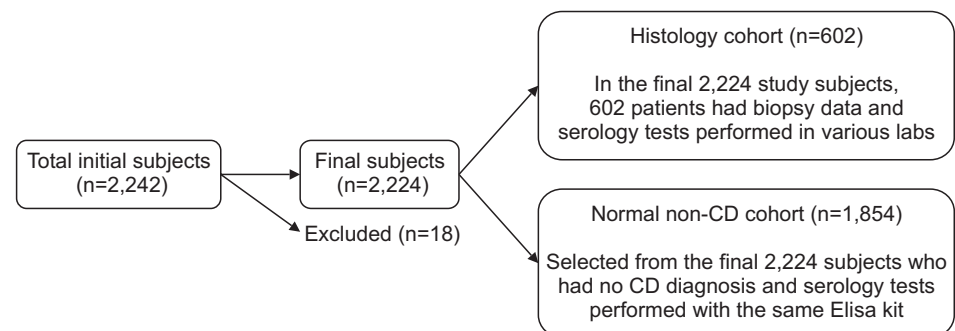 Total initial subjects
(n=2,242)
Final subjects
(n=2,224)
Excluded (n=18)
Histology cohort (n=602)
In the final 2,224 study subjects,
602 patients had biopsy data and
serology tests performed in various labs
Normal non-CD cohort (n=1,854)
Selected from the final 2,224 subjects who
had no CD diagnosis and serology tests
performed with the same Elisa kit